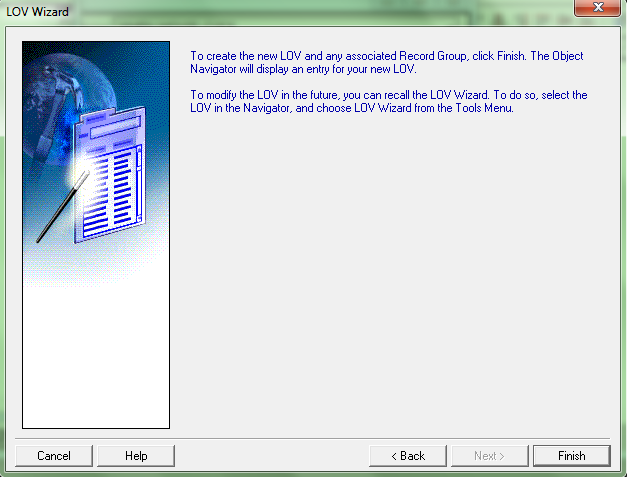 LOV Wizard
To create the new LOV and any associated Record Group, click Finish. The Object
Navigator will display an entry for your new LOV.
To modify the LOV in the future, you can recall the LOV Wizard. To do so, select the
LOV in the Navigator, and choose LOV Wizard from the Tools Menu.
Cancel
Help
< Back
Next >
Finish